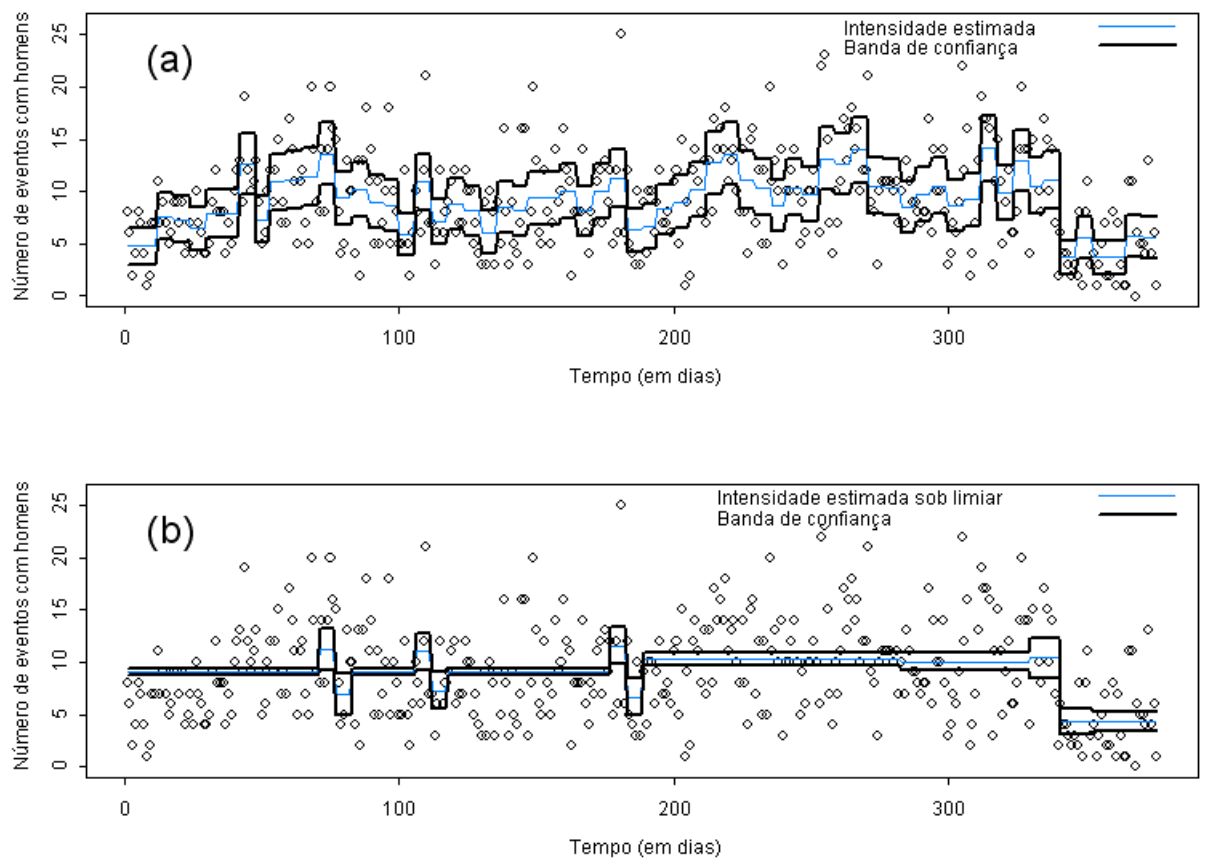 (a)
Intensidade estimada
Banda de confiança
Número de eventos com homens
25
20
15
10
5
0
0 100 200 300
Tempo (em dias)
(b)
Intensidade estimada sob limiar
Banda de confiança
Número de eventos com homens
25
20
15
10
5
0
0 100 200 300
Tempo (em dias)